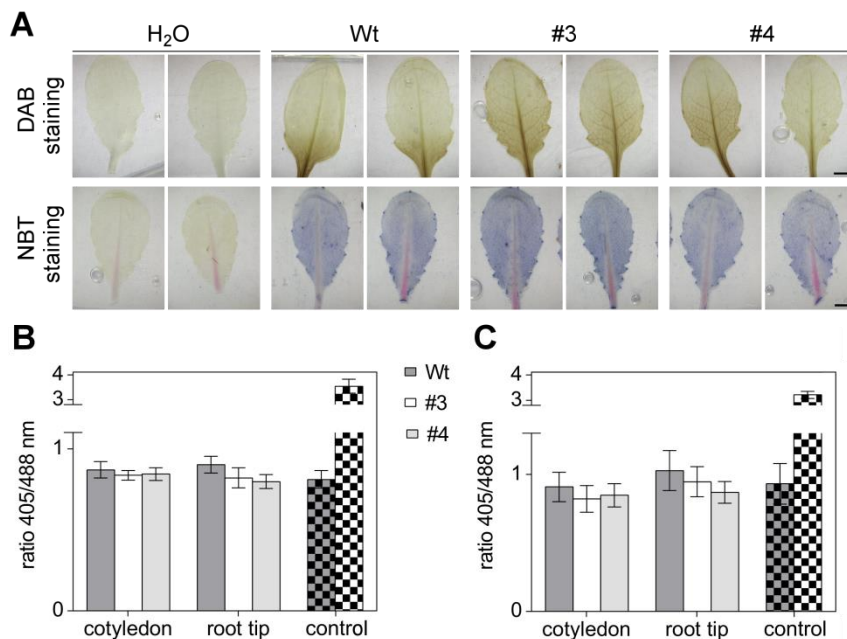 A
H₂O Wt #3 #4
DAB staining
NBT staining
B
4
3
1
0
ratio 405/488 nm
cotyledon root tip control
Wt
#3
#4
C
4
3
1
0
ratio 405/488 nm
cotyledon root tip control